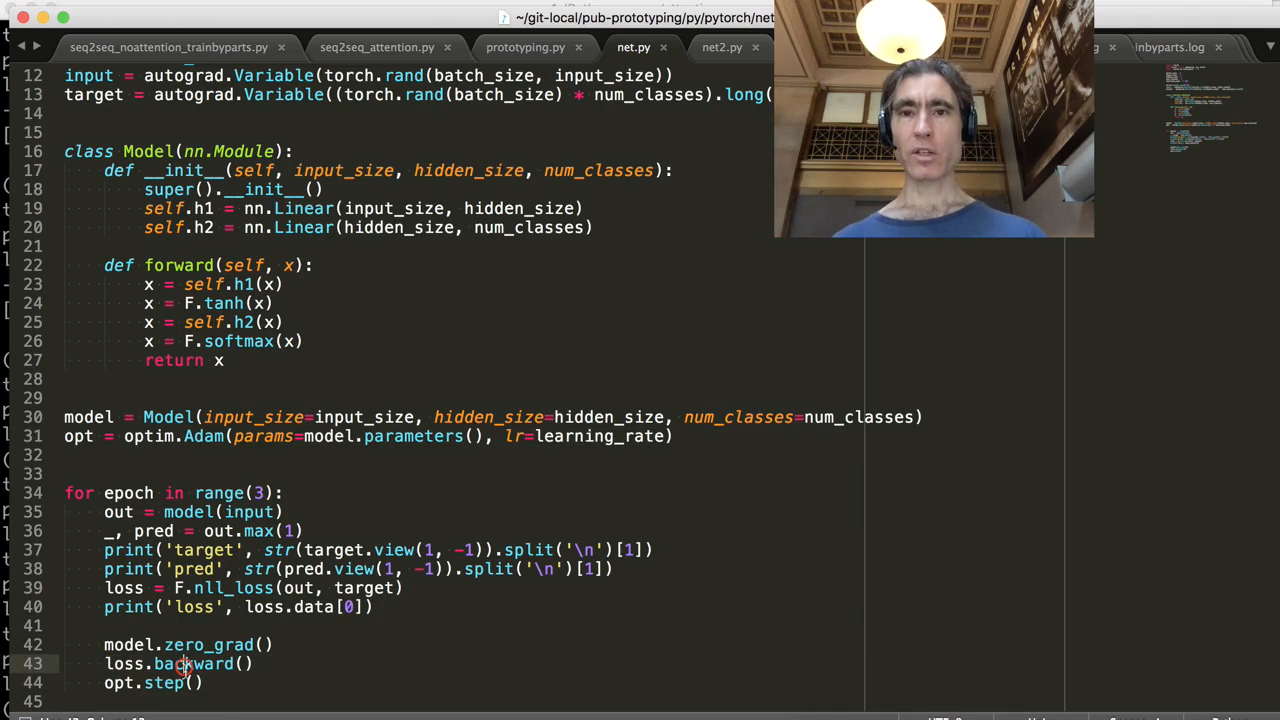 ~/git-local/pub-prototyping/py/pytorch/net
seq2seq_noattention_trainbyparts.py × seq2seq_attention.py × prototyping.py × net.py × net2.py × × inbyparts.log ×
12 input = autograd.Variable(torch.rand(batch_size, input_size))
13 target = autograd.Variable((torch.rand(batch_size) * num_classes).long(
14
15
16 class Model(nn.Module):
17 def __init__(self, input_size, hidden_size, num_classes):
18 super().__init__()
19 self.h1 = nn.Linear(input_size, hidden_size)
20 self.h2 = nn.Linear(hidden_size, num_classes)
21
22 def forward(self, x):
23 x = self.h1(x)
24 x = F.tanh(x)
25 x = self.h2(x)
26 x = F.softmax(x)
27 return x
28
29
30 model = Model(input_size=input_size, hidden_size=hidden_size, num_classes=num_classes)
31 opt = optim.Adam(params=model.parameters(), lr=learning_rate)
32
33
34 for epoch in range(3):
35 out = model(input)
36 _, pred = out.max(1)
37 print('target', str(target.view(1, -1)).split('\n')[1])
38 print('pred', str(pred.view(1, -1)).split('\n')[1])
39 loss = F.nll_loss(out, target)
40 print('loss', loss.data[0])
41
42 model.zero_grad()
43 loss.backward()
44 opt.step()
45